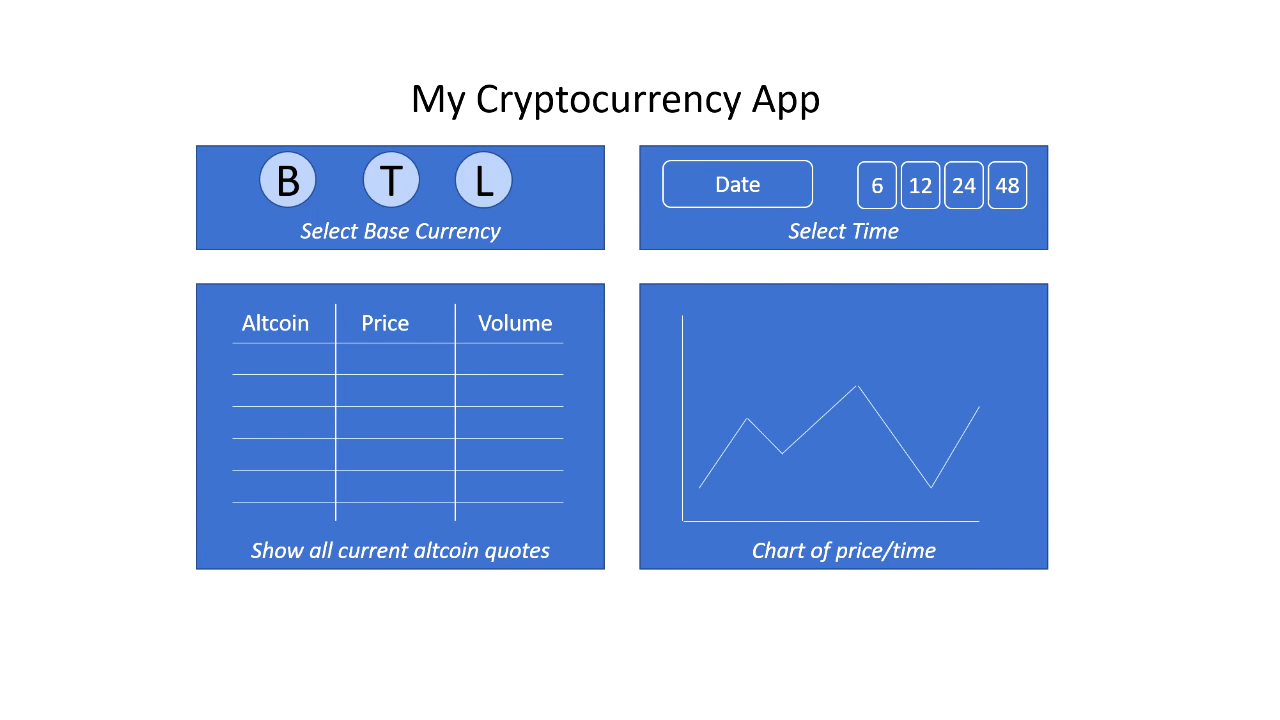 My Cryptocurrency App
B T L
Select Base Currency
Date 6 12 24 48
Select Time
Altcoin Price Volume
Show all current altcoin quotes
Chart of price/time